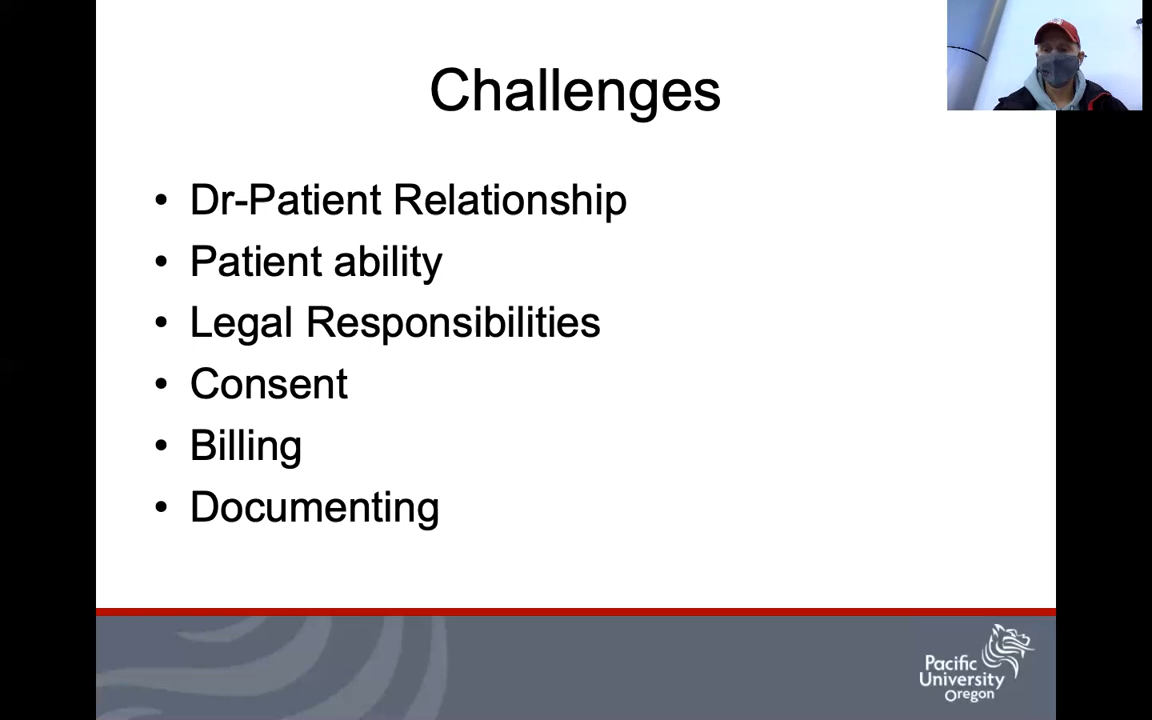 Challenges
• Dr-Patient Relationship
• Patient ability
• Legal Responsibilities
• Consent
• Billing
• Documenting
Pacific
University
Oregon